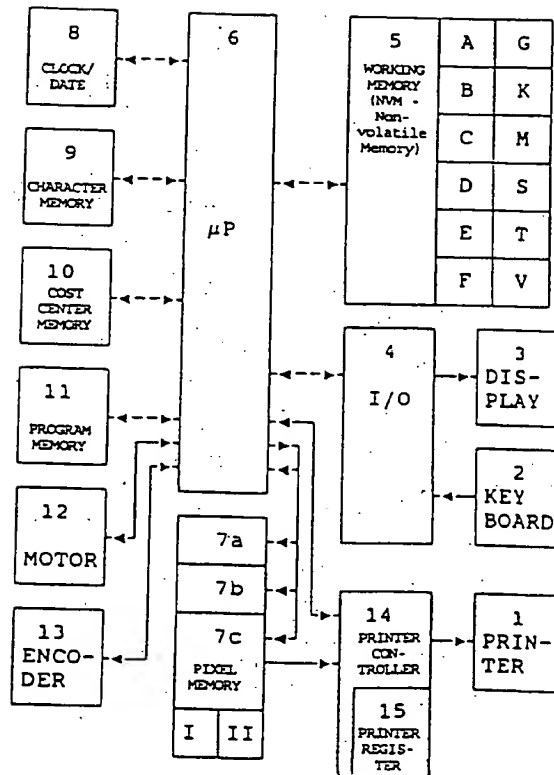 8
CLOCK/
DATE
6
μP
5
WORKING
MEMORY
(NVM -
Non-
volatile
Memory)
A G
B K
C M
D S
E T
F V
9
CHARACTER
MEMORY
10
COST
CENTER
MEMORY
11
PROGRAM
MEMORY
4
I/O
3
DIS-
PLAY
2
KEY
BOARD
12
MOTOR
13
ENCO-
DER
7a
7b
7c
PIXEL
MEMORY
I II
14
PRINTER
CON-
TROLLER
15
PRINTER
REGIS-
TER
1
PRIN-
TER